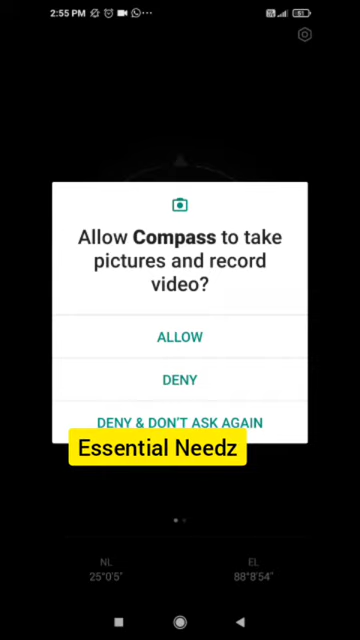 2:55 PM
51
Allow Compass to take
pictures and record
video?
ALLOW
DENY
DENY & DON'T ASK AGAIN
Essential Needz
NL
EL
25°0'5"
88°8'54"